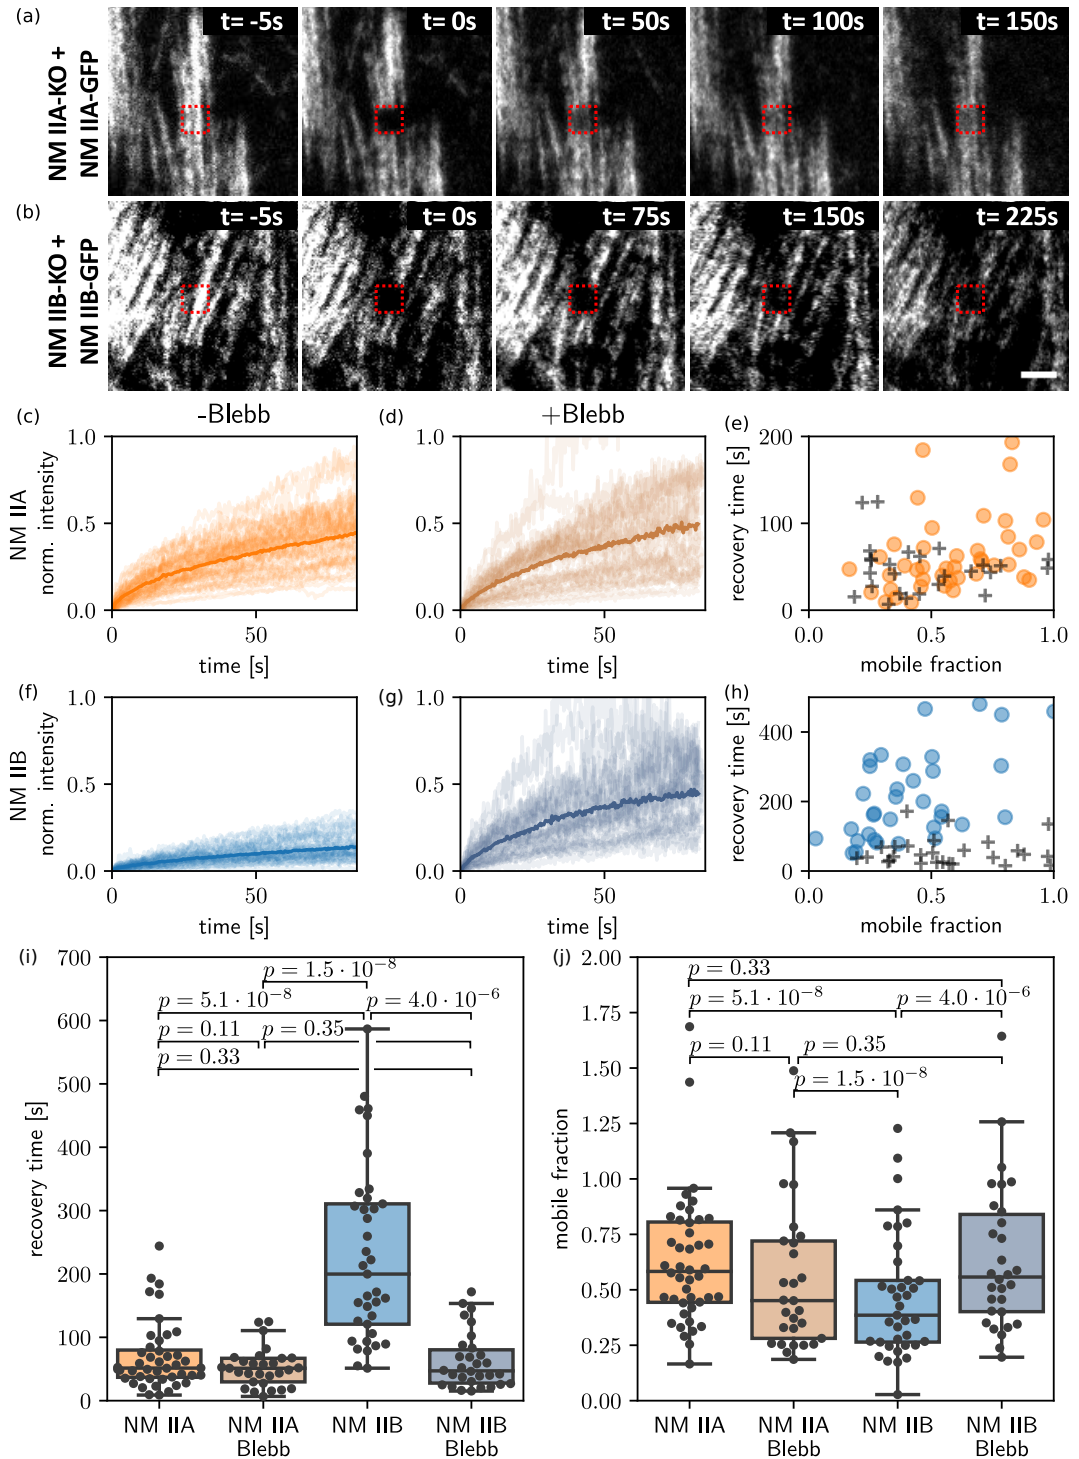 (a)
NM IIA-KO +
NM IIA-GFP
t= -5s
t= 0s
t= 50s
t= 100s
t= 150s
(b)
NM IIB-KO +
NM IIB-GFP
t= -5s
t= 0s
t= 75s
t= 150s
t= 225s
-Blebb
+Blebb
(c)
NM IIA
norm. intensity
1.0
0.5
0.0
0
50
time [s]
(d)
1.0
0.5
0.0
0
50
time [s]
(e)
recovery time [s]
200
100
0
0.0
0.5
1.0
mobile fraction
(f)
NM IIB
norm. intensity
1.0
0.5
0.0
0
50
time [s]
(g)
1.0
0.5
0.0
0
50
time [s]
(h)
recovery time [s]
400
200
0
0.0
0.5
1.0
mobile fraction
(i)
recovery time [s]
700
600
500
400
300
200
100
0
p = 1.5 · 10⁻⁸
p = 5.1 · 10⁻⁸
p = 4.0 · 10⁻⁶
p = 0.11
p = 0.35
p = 0.33
NM IIA
NM IIA
Blebb
NM IIB
NM IIB
Blebb
(j)
mobile fraction
2.00
1.75
1.50
1.25
1.00
0.75
0.50
0.25
0.00
p = 0.33
p = 5.1 · 10⁻⁸
p = 4.0 · 10⁻⁶
p = 0.11
p = 0.35
p = 1.5 · 10⁻⁸
NM IIA
NM IIA
Blebb
NM IIB
NM IIB
Blebb